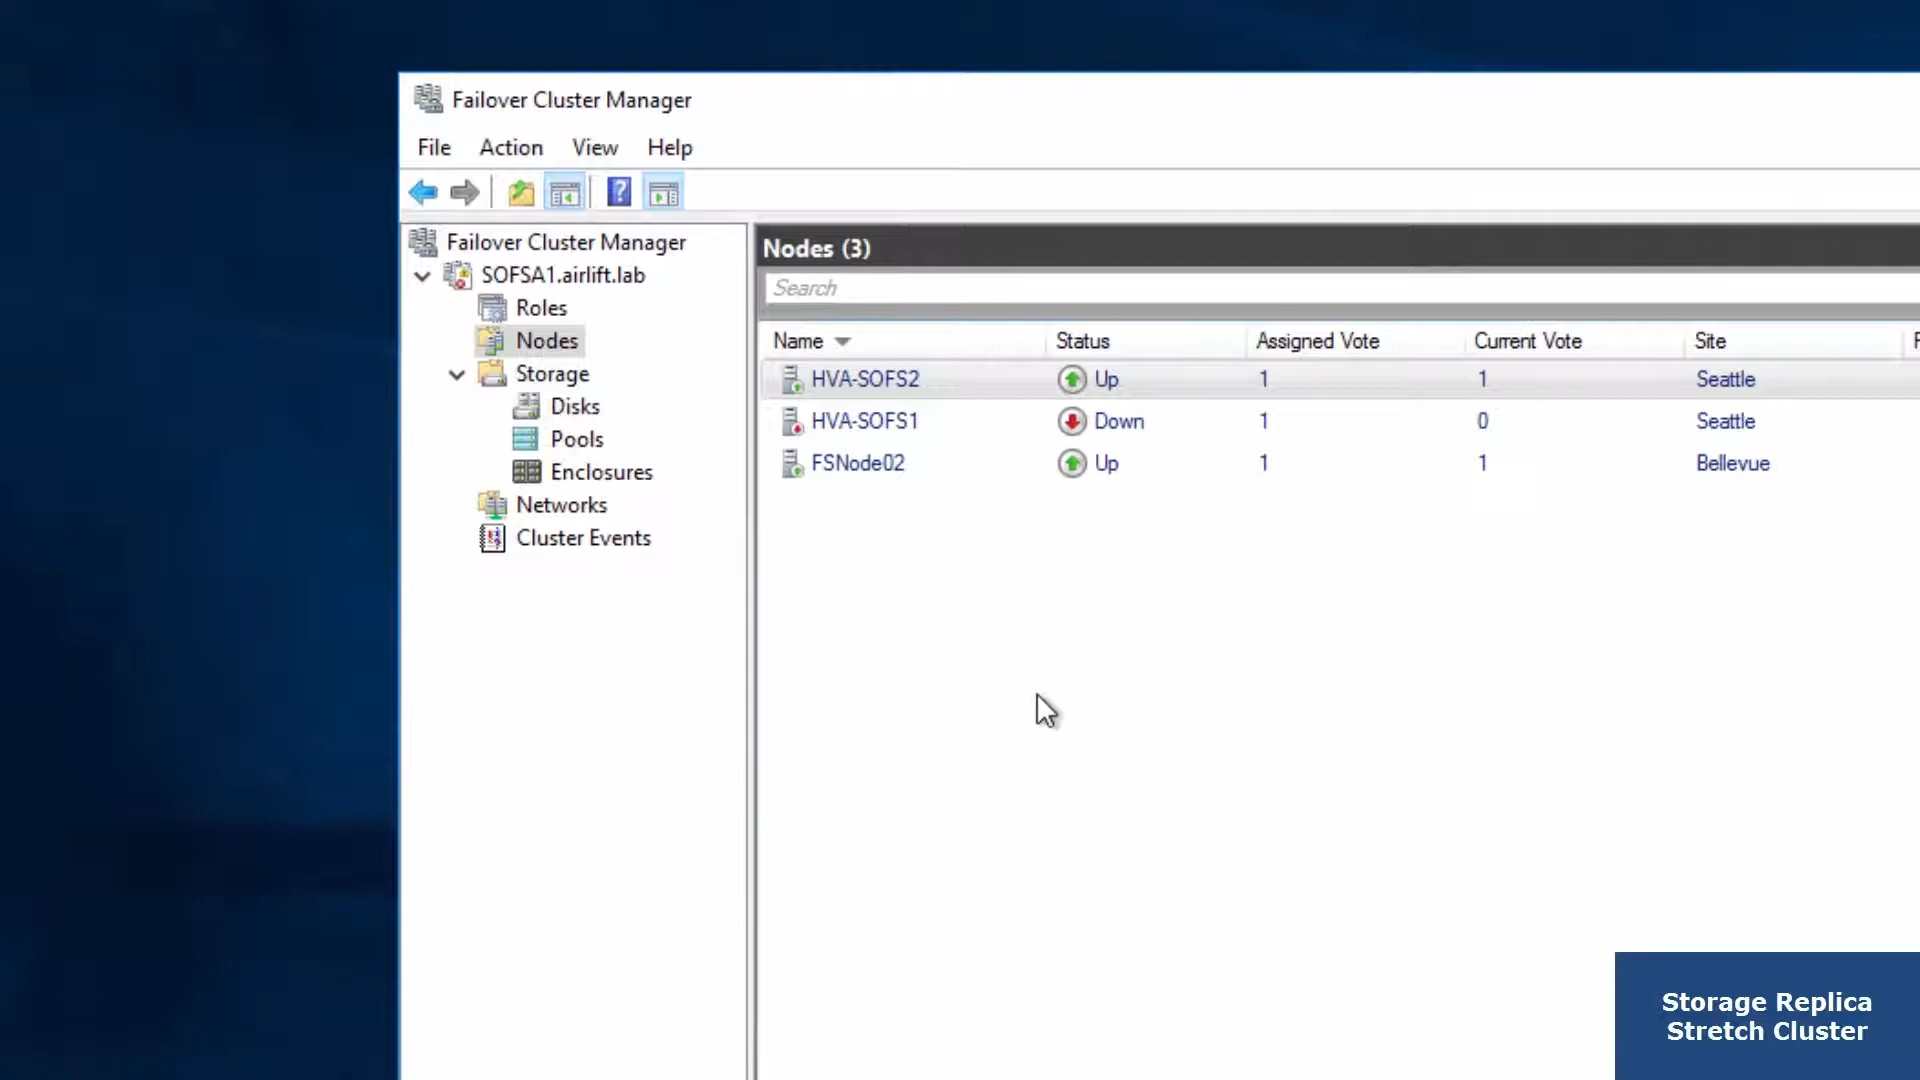 Failover Cluster Manager
File Action View Help
Failover Cluster Manager
SOFSA1.airlift.lab
Roles
Nodes
Storage
Disks
Pools
Enclosures
Networks
Cluster Events
Nodes (3)
Search
Name Status Assigned Vote Current Vote Site
HVA-SOFS2 Up 1 1 Seattle
HVA-SOFS1 Down 1 0 Seattle
FSNode02 Up 1 1 Bellevue
Storage Replica
Stretch Cluster